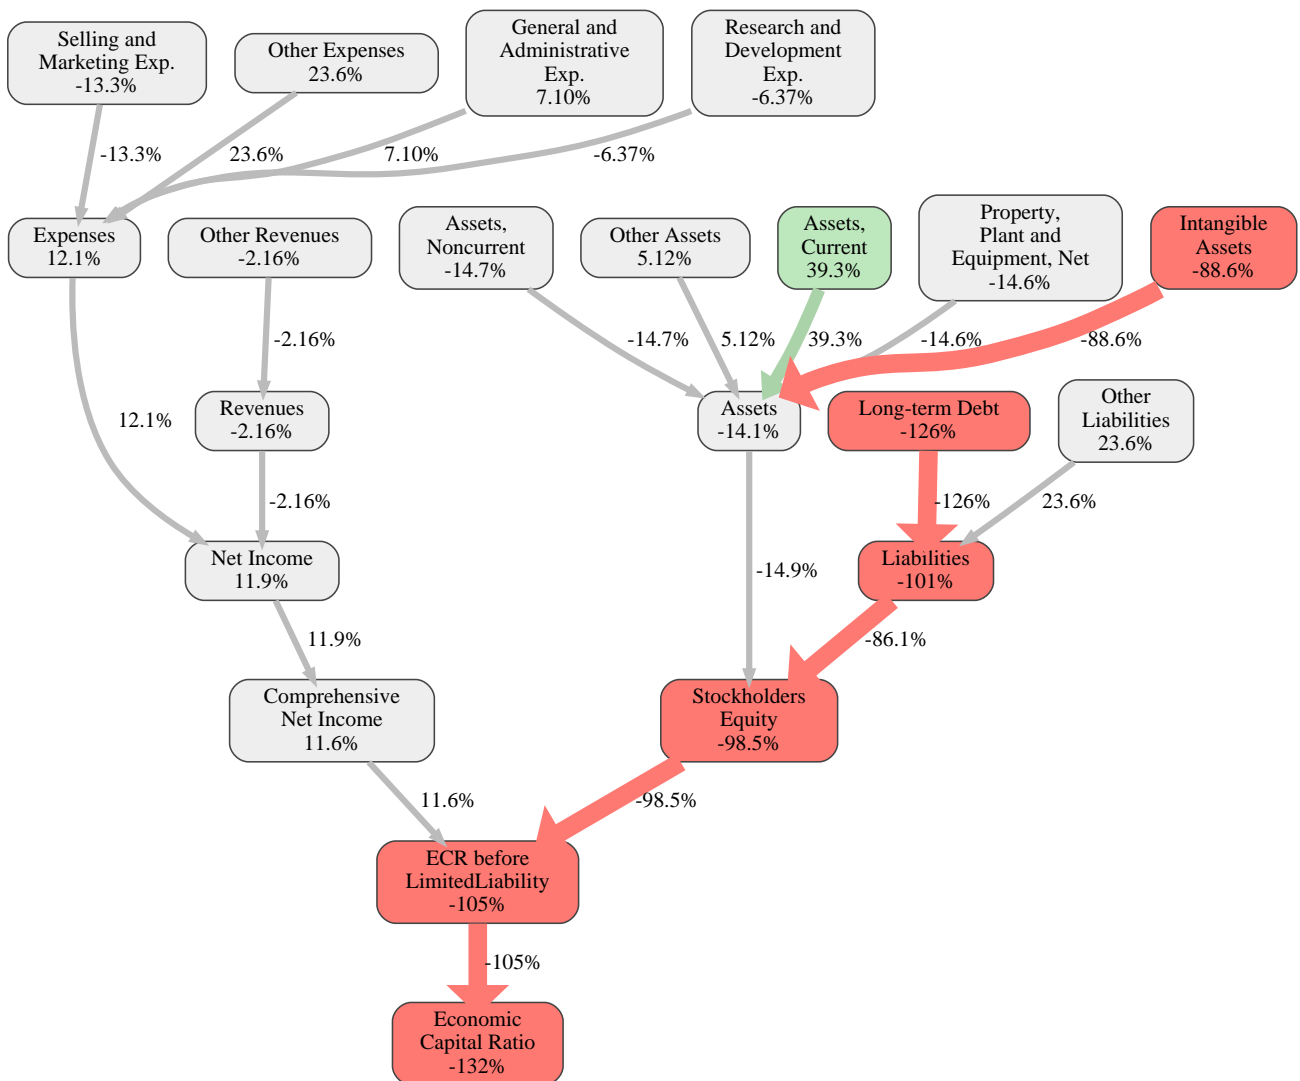 Selling and
Marketing Exp.
-13.3%
Other Expenses
23.6%
General and
Administrative
Exp.
7.10%
Research and
Development
Exp.
-6.37%
-13.3%
23.6%
7.10%
-6.37%
Expenses
12.1%
Other Revenues
-2.16%
Assets,
Noncurrent
-14.7%
Other Assets
5.12%
Assets,
Current
39.3%
Property,
Plant and
Equipment, Net
-14.6%
Intangible
Assets
-88.6%
-2.16%
-14.7%
5.12%
39.3%
-14.6%
-88.6%
12.1%
Revenues
-2.16%
Assets
-14.1%
Long-term Debt
-126%
Other
Liabilities
23.6%
-2.16%
-126%
23.6%
Net Income
11.9%
-14.9%
Liabilities
-101%
11.9%
-86.1%
Comprehensive
Net Income
11.6%
Stockholders
Equity
-98.5%
11.6%
-98.5%
ECR before
LimitedLiability
-105%
-105%
Economic
Capital Ratio
-132%